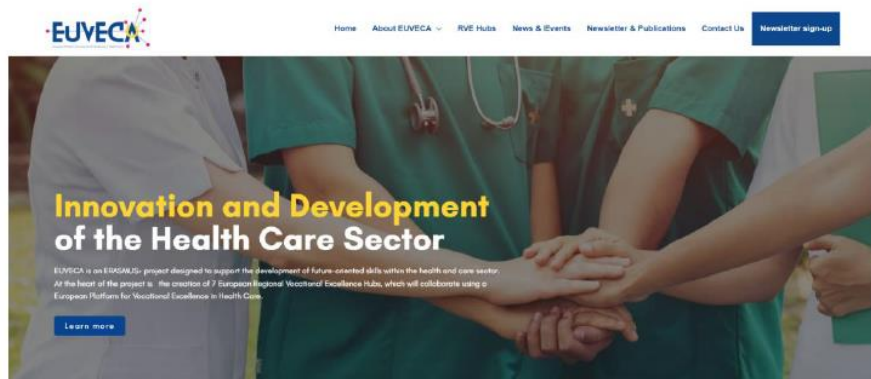 EUVECA
Home About EUVECA RVE Hubs News & Events Newsletter & Publications Contact Us Newsletter sign-up
Innovation and Development
of the Health Care Sector
EUVECA is an ERASMUS+ project designed to support the development of future-oriented skills within the health and care sector.
At the heart of the project is the creation of 7 European Regional Vocational Excellence Hubs, which will collaborate using a
European Platform for Vocational Excellence in Health Care.
Learn more